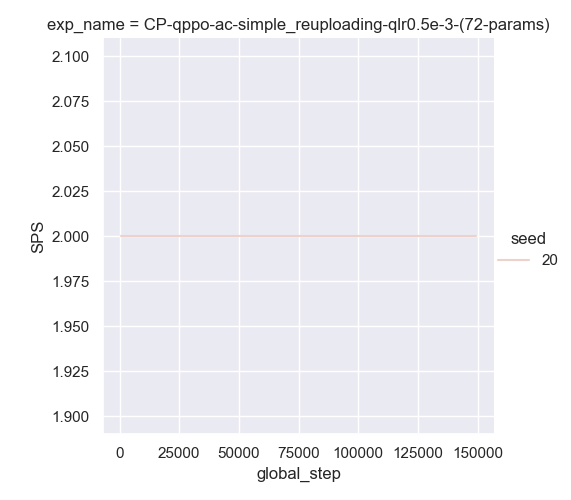 exp_name = CP-qppo-ac-simple_reuploading-qlr0.5e-3-(72-params)
2.100
2.075
2.050
2.025
2.000
1.975
1.950
1.925
1.900
SPS
seed
20
0 25000 50000 75000 100000 125000 150000
global_step